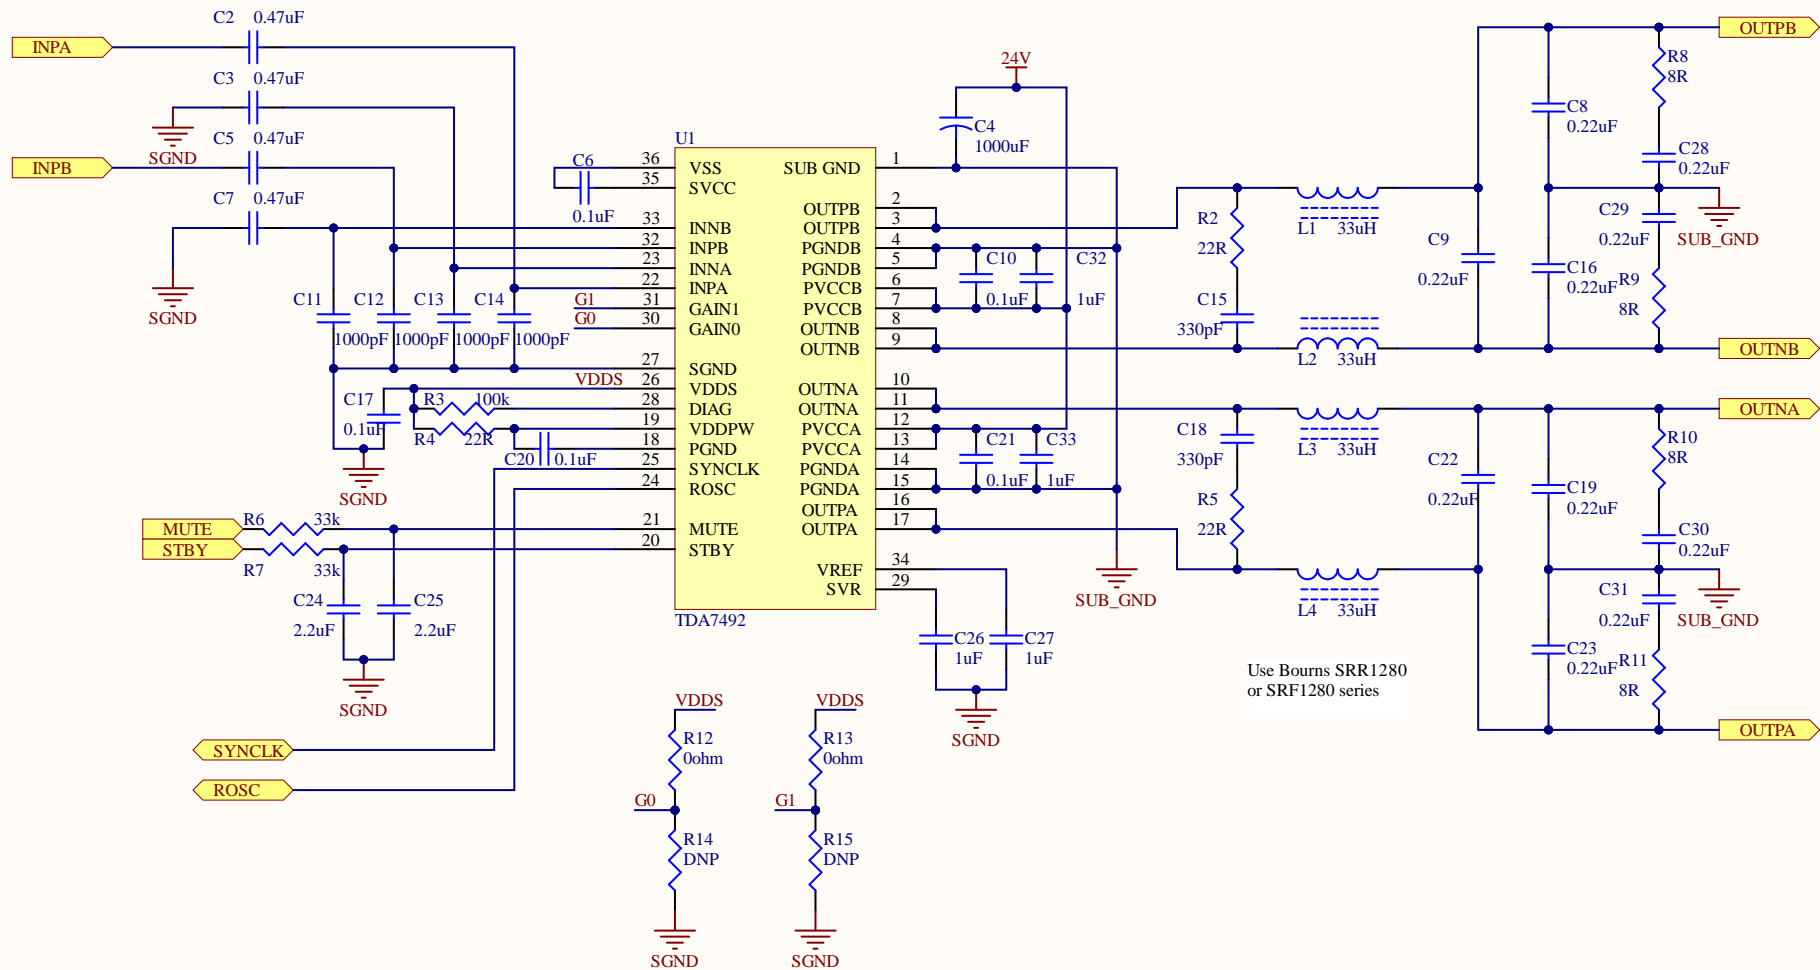 C2 0.47uF
INPA
C3 0.47uF
SGND
C5 0.47uF
INPB
C7 0.47uF
SGND
C6
0.1uF
C11 C12 C13 C14
1000pF 1000pF 1000pF 1000pF
G1
G0
VDDS
C17
0.1uF
R3 100k
R4 22R
C20 0.1uF
SGND
MUTE
STBY
R6 33k
R7 33k
C24
2.2uF
C25
2.2uF
SGND
SYNCLK
ROSC
U1
36 VSS
35 SVCC
33 INNB
32 INPB
23 INNA
22 INPA
31 GAIN1
30 GAIN0
27 SGND
26 VDDS
28 DIAG
19 VDDPW
18 PGND
25 SYNCLK
24 ROSC
21 MUTE
20 STBY
SUB GND 1
OUTPB 2
OUTPB 3
PGNDB 4
PGNDB 5
PVCCB 6
PVCCB 7
OUTNB 8
OUTNB 9
OUTNA 10
OUTNA 11
PVCCA 12
PVCCA 13
PGNDA 14
PGNDA 15
OUTPA 16
OUTPA 17
VREF 34
SVR 29
TDA7492
24V
C4
1000uF
C10
0.1uF
C32
1uF
C21
0.1uF
C33
1uF
SUB_GND
C26
1uF
C27
1uF
SGND
R2
22R
C15
330pF
L1 33uH
L2 33uH
C18
330pF
R5
22R
L3 33uH
L4 33uH
C9
0.22uF
C8
0.22uF
C16
0.22uF
R8
8R
C28
0.22uF
C29
0.22uF
R9
8R
SUB_GND
OUTPB
OUTNB
OUTNA
C22
0.22uF
C19
0.22uF
C23
0.22uF
R10
8R
C30
0.22uF
C31
0.22uF
R11
8R
SUB_GND
OUTPA
Use Bourns SRR1280
or SRF1280 series
VDDS
R12
0ohm
G0
R14
DNP
SGND
VDDS
R13
0ohm
G1
R15
DNP
SGND